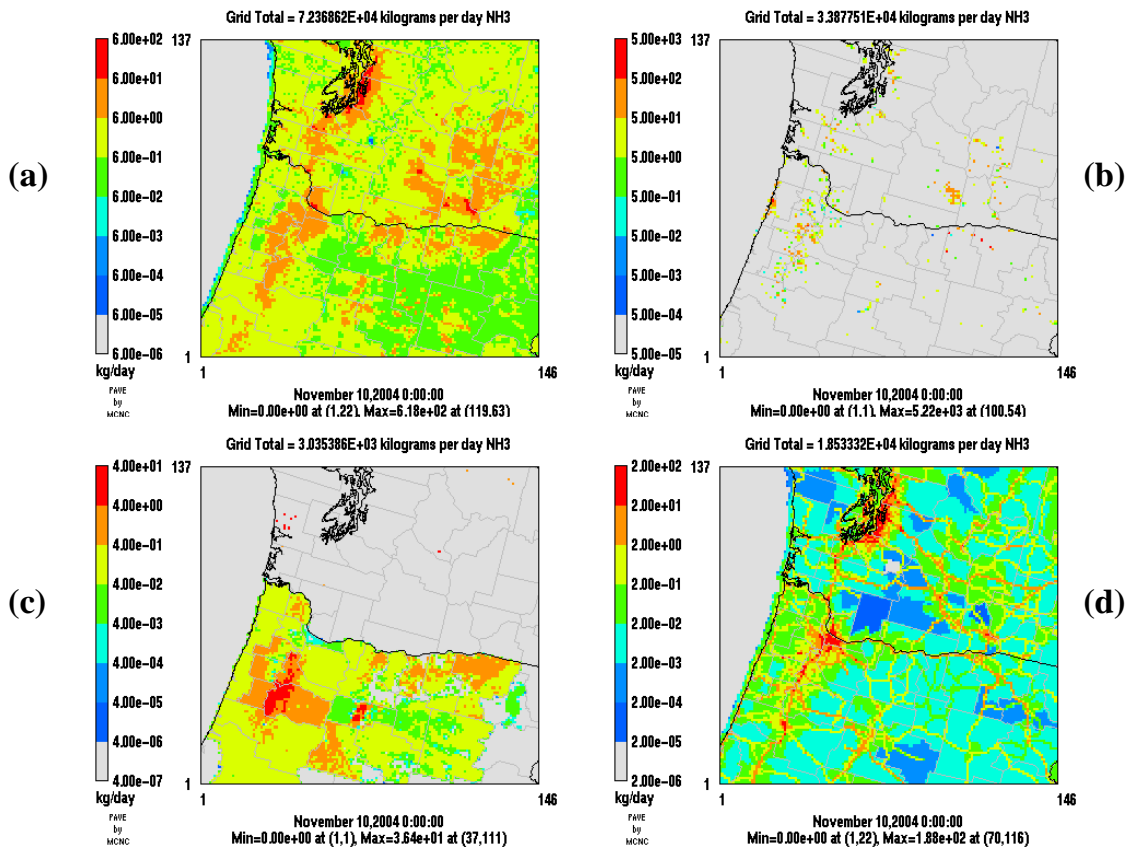 Grid Total = 7.236862E+04 kilograms per day NH3
(a)
6.00e+02
6.00e+01
6.00e+00
6.00e-01
6.00e-02
6.00e-03
6.00e-04
6.00e-05
6.00e-06
kg/day
PAVE
by
MCNC
137
1
1
146
November 10,2004 0:00:00
Min=0.00e+00 at (1,22), Max=6.18e+02 at (119,63)
Grid Total = 3.387751E+04 kilograms per day NH3
(b)
5.00e+03
5.00e+02
5.00e+01
5.00e+00
5.00e-01
5.00e-02
5.00e-03
5.00e-04
5.00e-05
kg/day
PAVE
by
MCNC
137
1
1
146
November 10,2004 0:00:00
Min=0.00e+00 at (1,1), Max=5.22e+03 at (100,54)
Grid Total = 3.035386E+03 kilograms per day NH3
(c)
4.00e+01
4.00e+00
4.00e-01
4.00e-02
4.00e-03
4.00e-04
4.00e-05
4.00e-06
4.00e-07
kg/day
PAVE
by
MCNC
137
1
1
146
November 10,2004 0:00:00
Min=0.00e+00 at (1,1), Max=3.64e+01 at (37,111)
Grid Total = 1.853332E+04 kilograms per day NH3
(d)
2.00e+02
2.00e+01
2.00e+00
2.00e-01
2.00e-02
2.00e-03
2.00e-04
2.00e-05
2.00e-06
kg/day
PAVE
by
MCNC
137
1
1
146
November 10,2004 0:00:00
Min=0.00e+00 at (1,22), Max=1.88e+02 at (70,116)